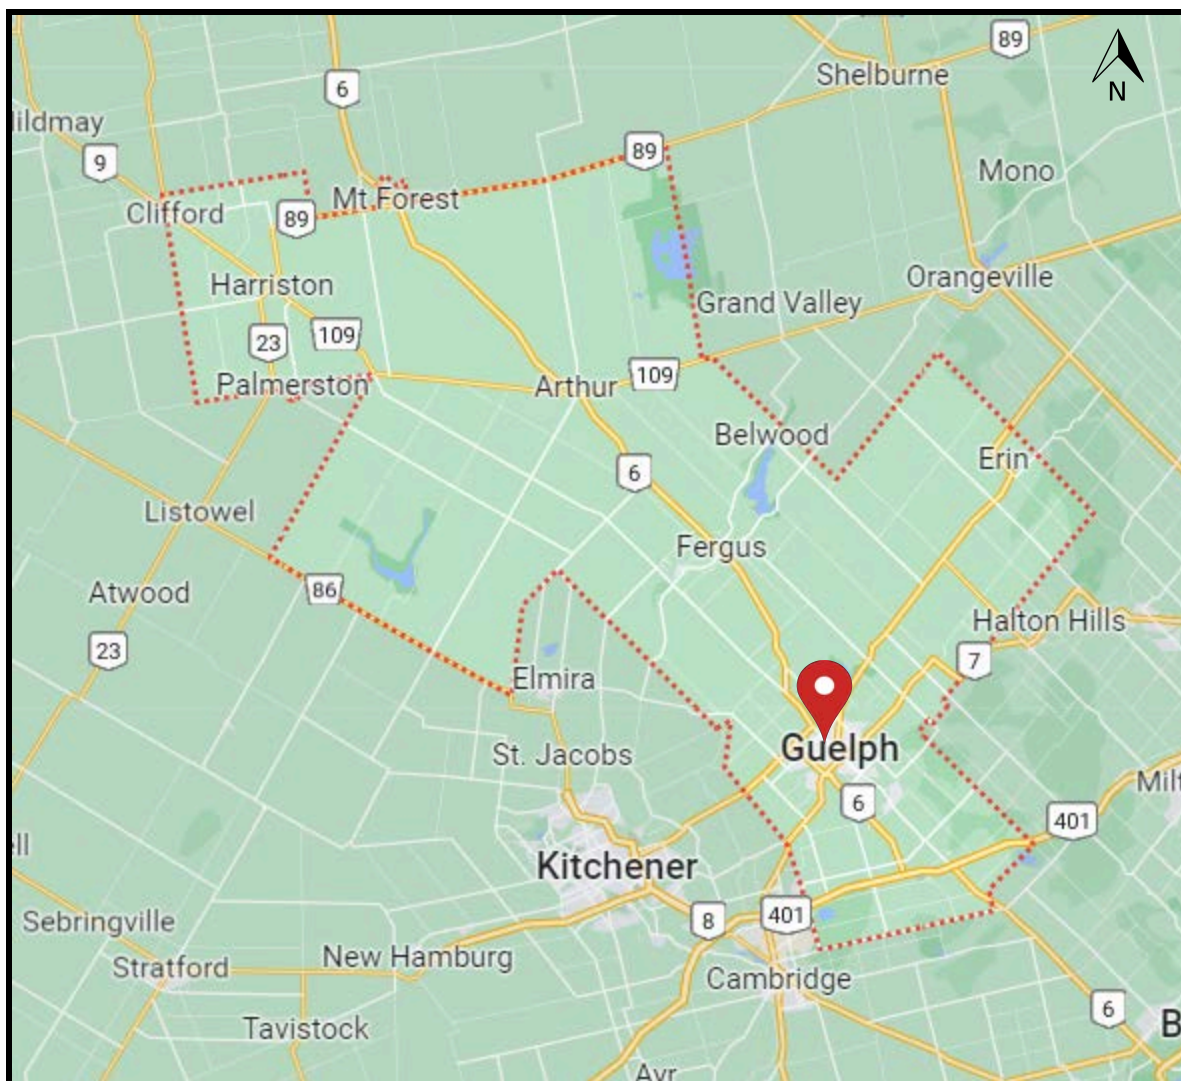 89
Shelburne
N
6
ildmay
9
89
Mono
Clifford
89
Mt Forest
Harriston
Orangeville
Grand Valley
23
109
Palmerston
Arthur
109
Belwood
Erin
6
Listowel
Fergus
86
Atwood
Halton Hills
23
7
Elmira
St. Jacobs
Guelph
Milt
6
401
ell
Kitchener
Sebringville
8
401
New Hamburg
Stratford
Cambridge
6
Tavistock
B
Ayr